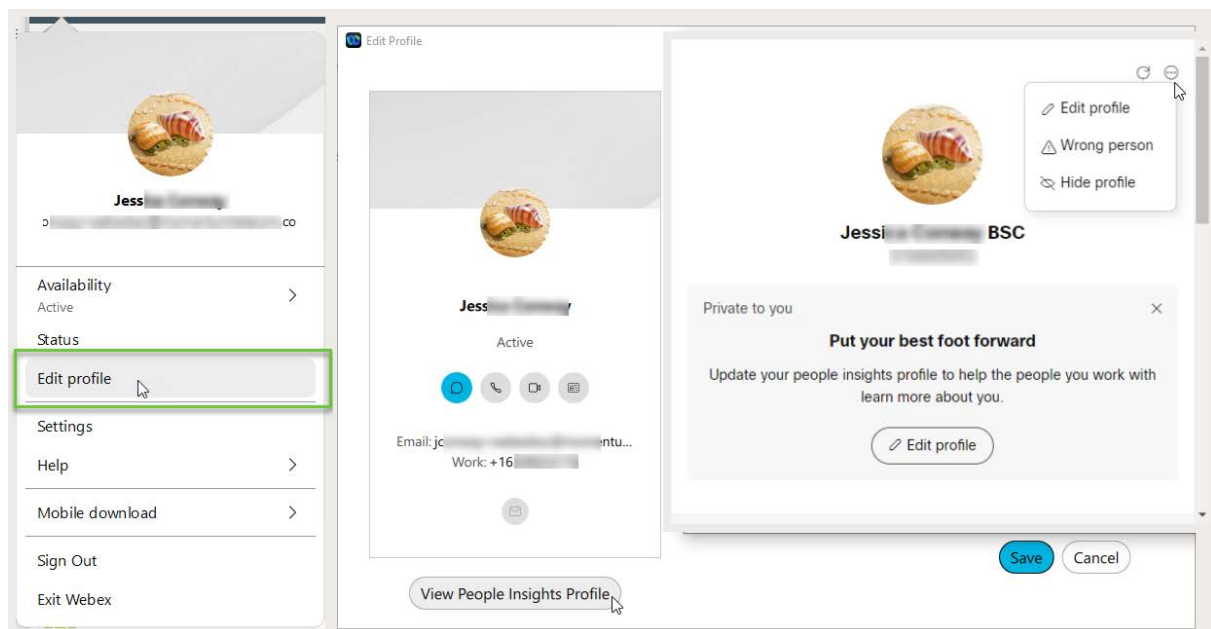 Jess
co
Availability
Active
Status
Edit profile
Settings
Help
Mobile download
Sign Out
Exit Webex
Edit Profile
Jess
Active
Email: jc
ntu...
Work: +16
View People Insights Profile
Edit profile
Wrong person
Hide profile
Jessi BSC
Private to you
Put your best foot forward
Update your people insights profile to help the people you work with
learn more about you.
Edit profile
Save
Cancel